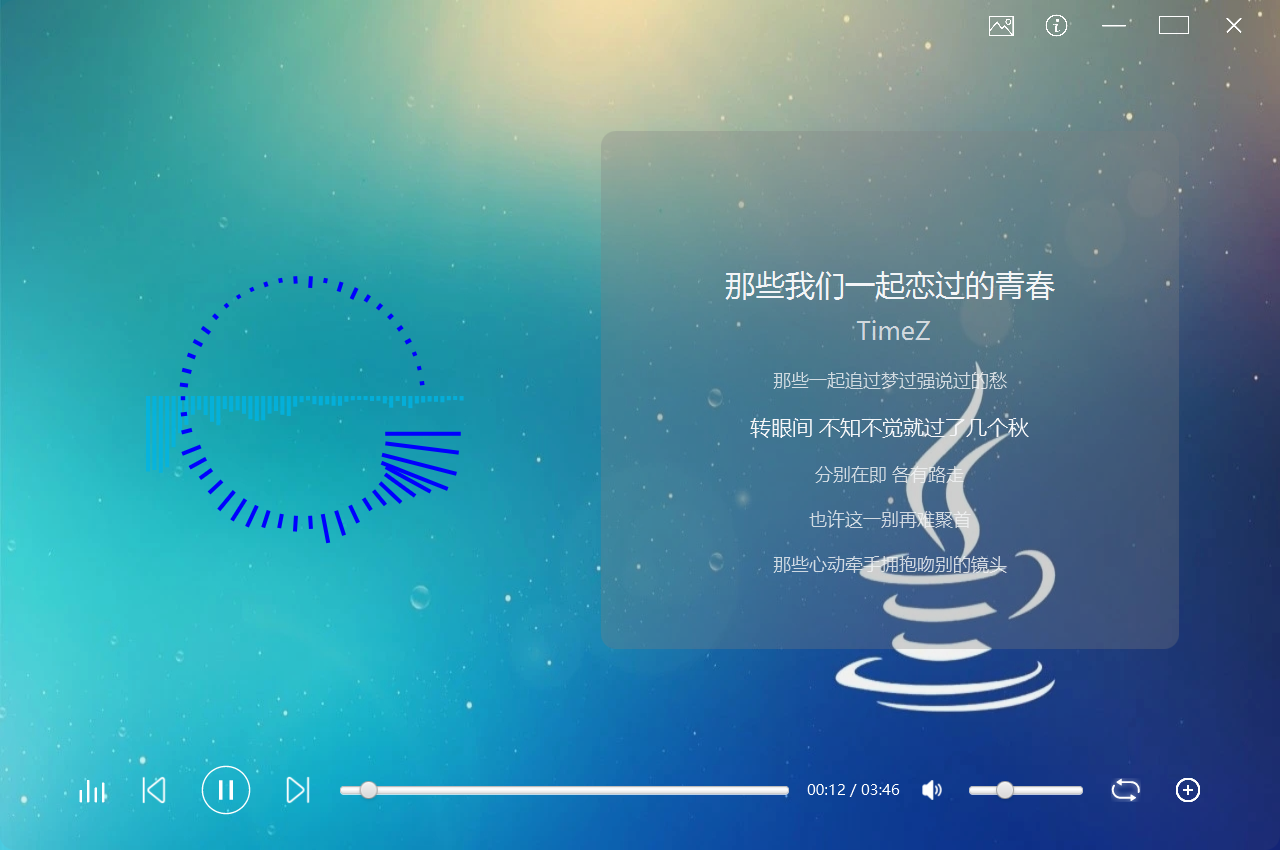 那些我们一起恋过的青春
TimeZ
那些一起追过梦过强说过的愁
转眼间 不知不觉就过了几个秋
分别在即 各有路走
也许这一别再难聚首
那些心动牵手拥抱吻别的镜头
00:12 / 03:46